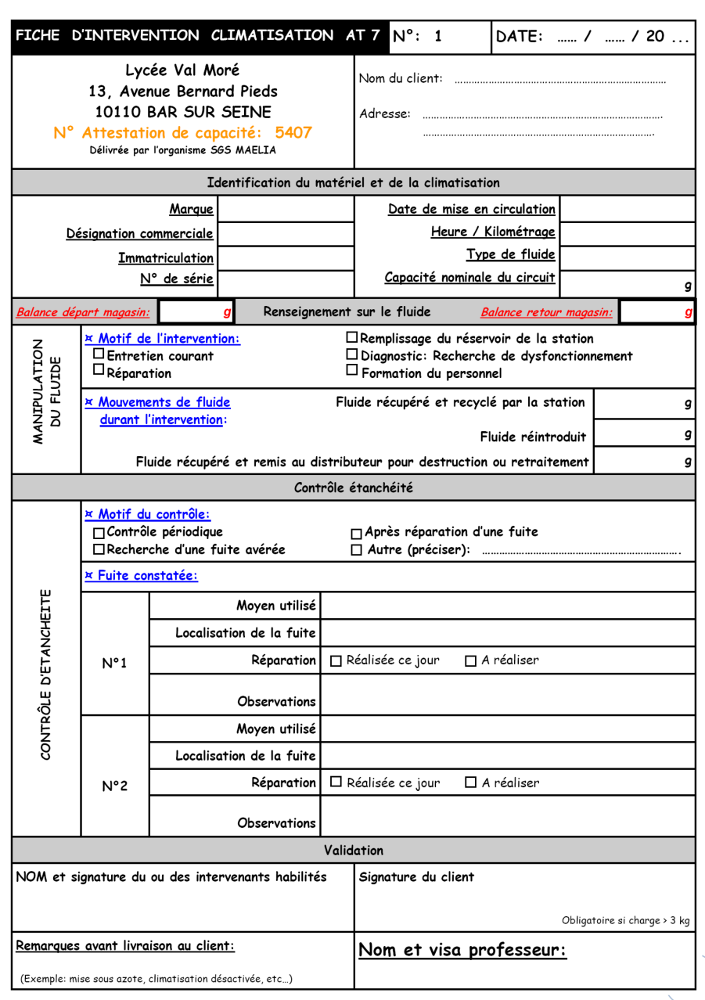 FICHE D'INTERVENTION CLIMATISATION AT 7 N°: 1 DATE: …… / …… / 20 ...
Lycée Val Moré
13, Avenue Bernard Pieds
10110 BAR SUR SEINE
N° Attestation de capacité: 5407
Délivrée par l'organisme SGS MAELIA
Nom du client: …………………………………………………………………
Adresse: ………………………………………………………………………….
……………………………………………………………………….
Identification du matériel et de la climatisation
Marque
Désignation commerciale
Immatriculation
N° de série
Date de mise en circulation
Heure / Kilométrage
Type de fluide
Capacité nominale du circuit g
Balance départ magasin: g Renseignement sur le fluide Balance retour magasin: g
MANIPULATION
DU FLUIDE
¤ Motif de l'intervention:
Entretien courant
Réparation
Remplissage du réservoir de la station
Diagnostic: Recherche de dysfonctionnement
Formation du personnel
¤ Mouvements de fluide
durant l'intervention:
Fluide récupéré et recyclé par la station g
Fluide réintroduit g
Fluide récupéré et remis au distributeur pour destruction ou retraitement g
Contrôle étanchéité
CONTRÔLE D'ETANCHEITE
¤ Motif du contrôle:
Contrôle périodique
Recherche d'une fuite avérée
Après réparation d'une fuite
Autre (préciser): …………………………………………………………….
¤ Fuite constatée:
N°1
Moyen utilisé
Localisation de la fuite
Réparation Réalisée ce jour A réaliser
Observations
N°2
Moyen utilisé
Localisation de la fuite
Réparation Réalisée ce jour A réaliser
Observations
Validation
NOM et signature du ou des intervenants habilités
Signature du client
Obligatoire si charge > 3 kg
Remarques avant livraison au client:
(Exemple: mise sous azote, climatisation désactivée, etc…)
Nom et visa professeur: